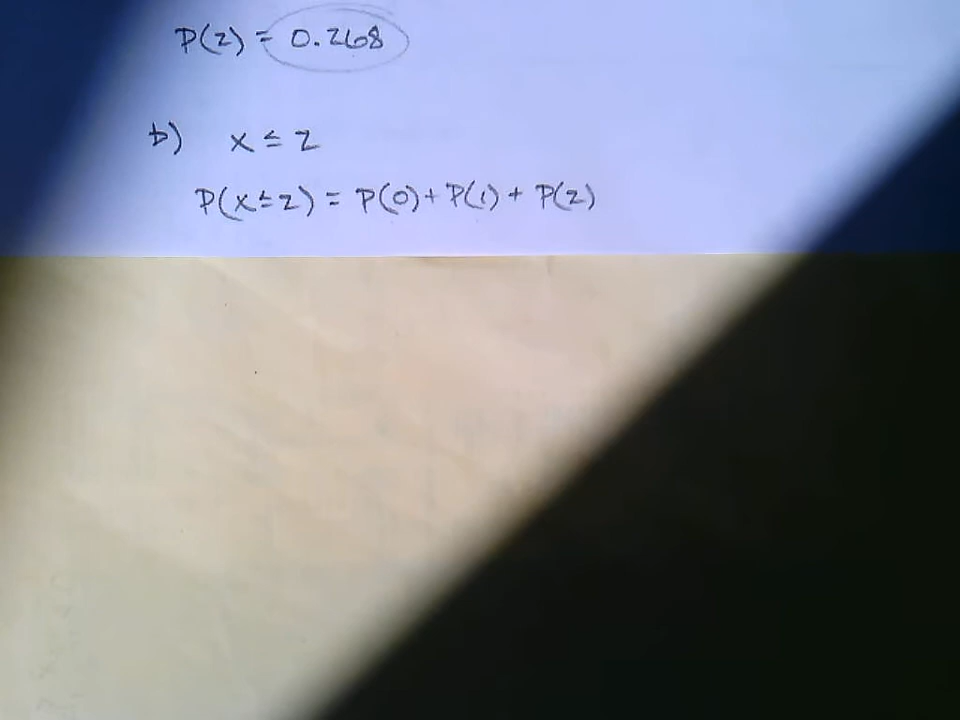 P(2) = 0.268
b) x ≤ 2
P(x≤2) = P(0) + P(1) + P(2)